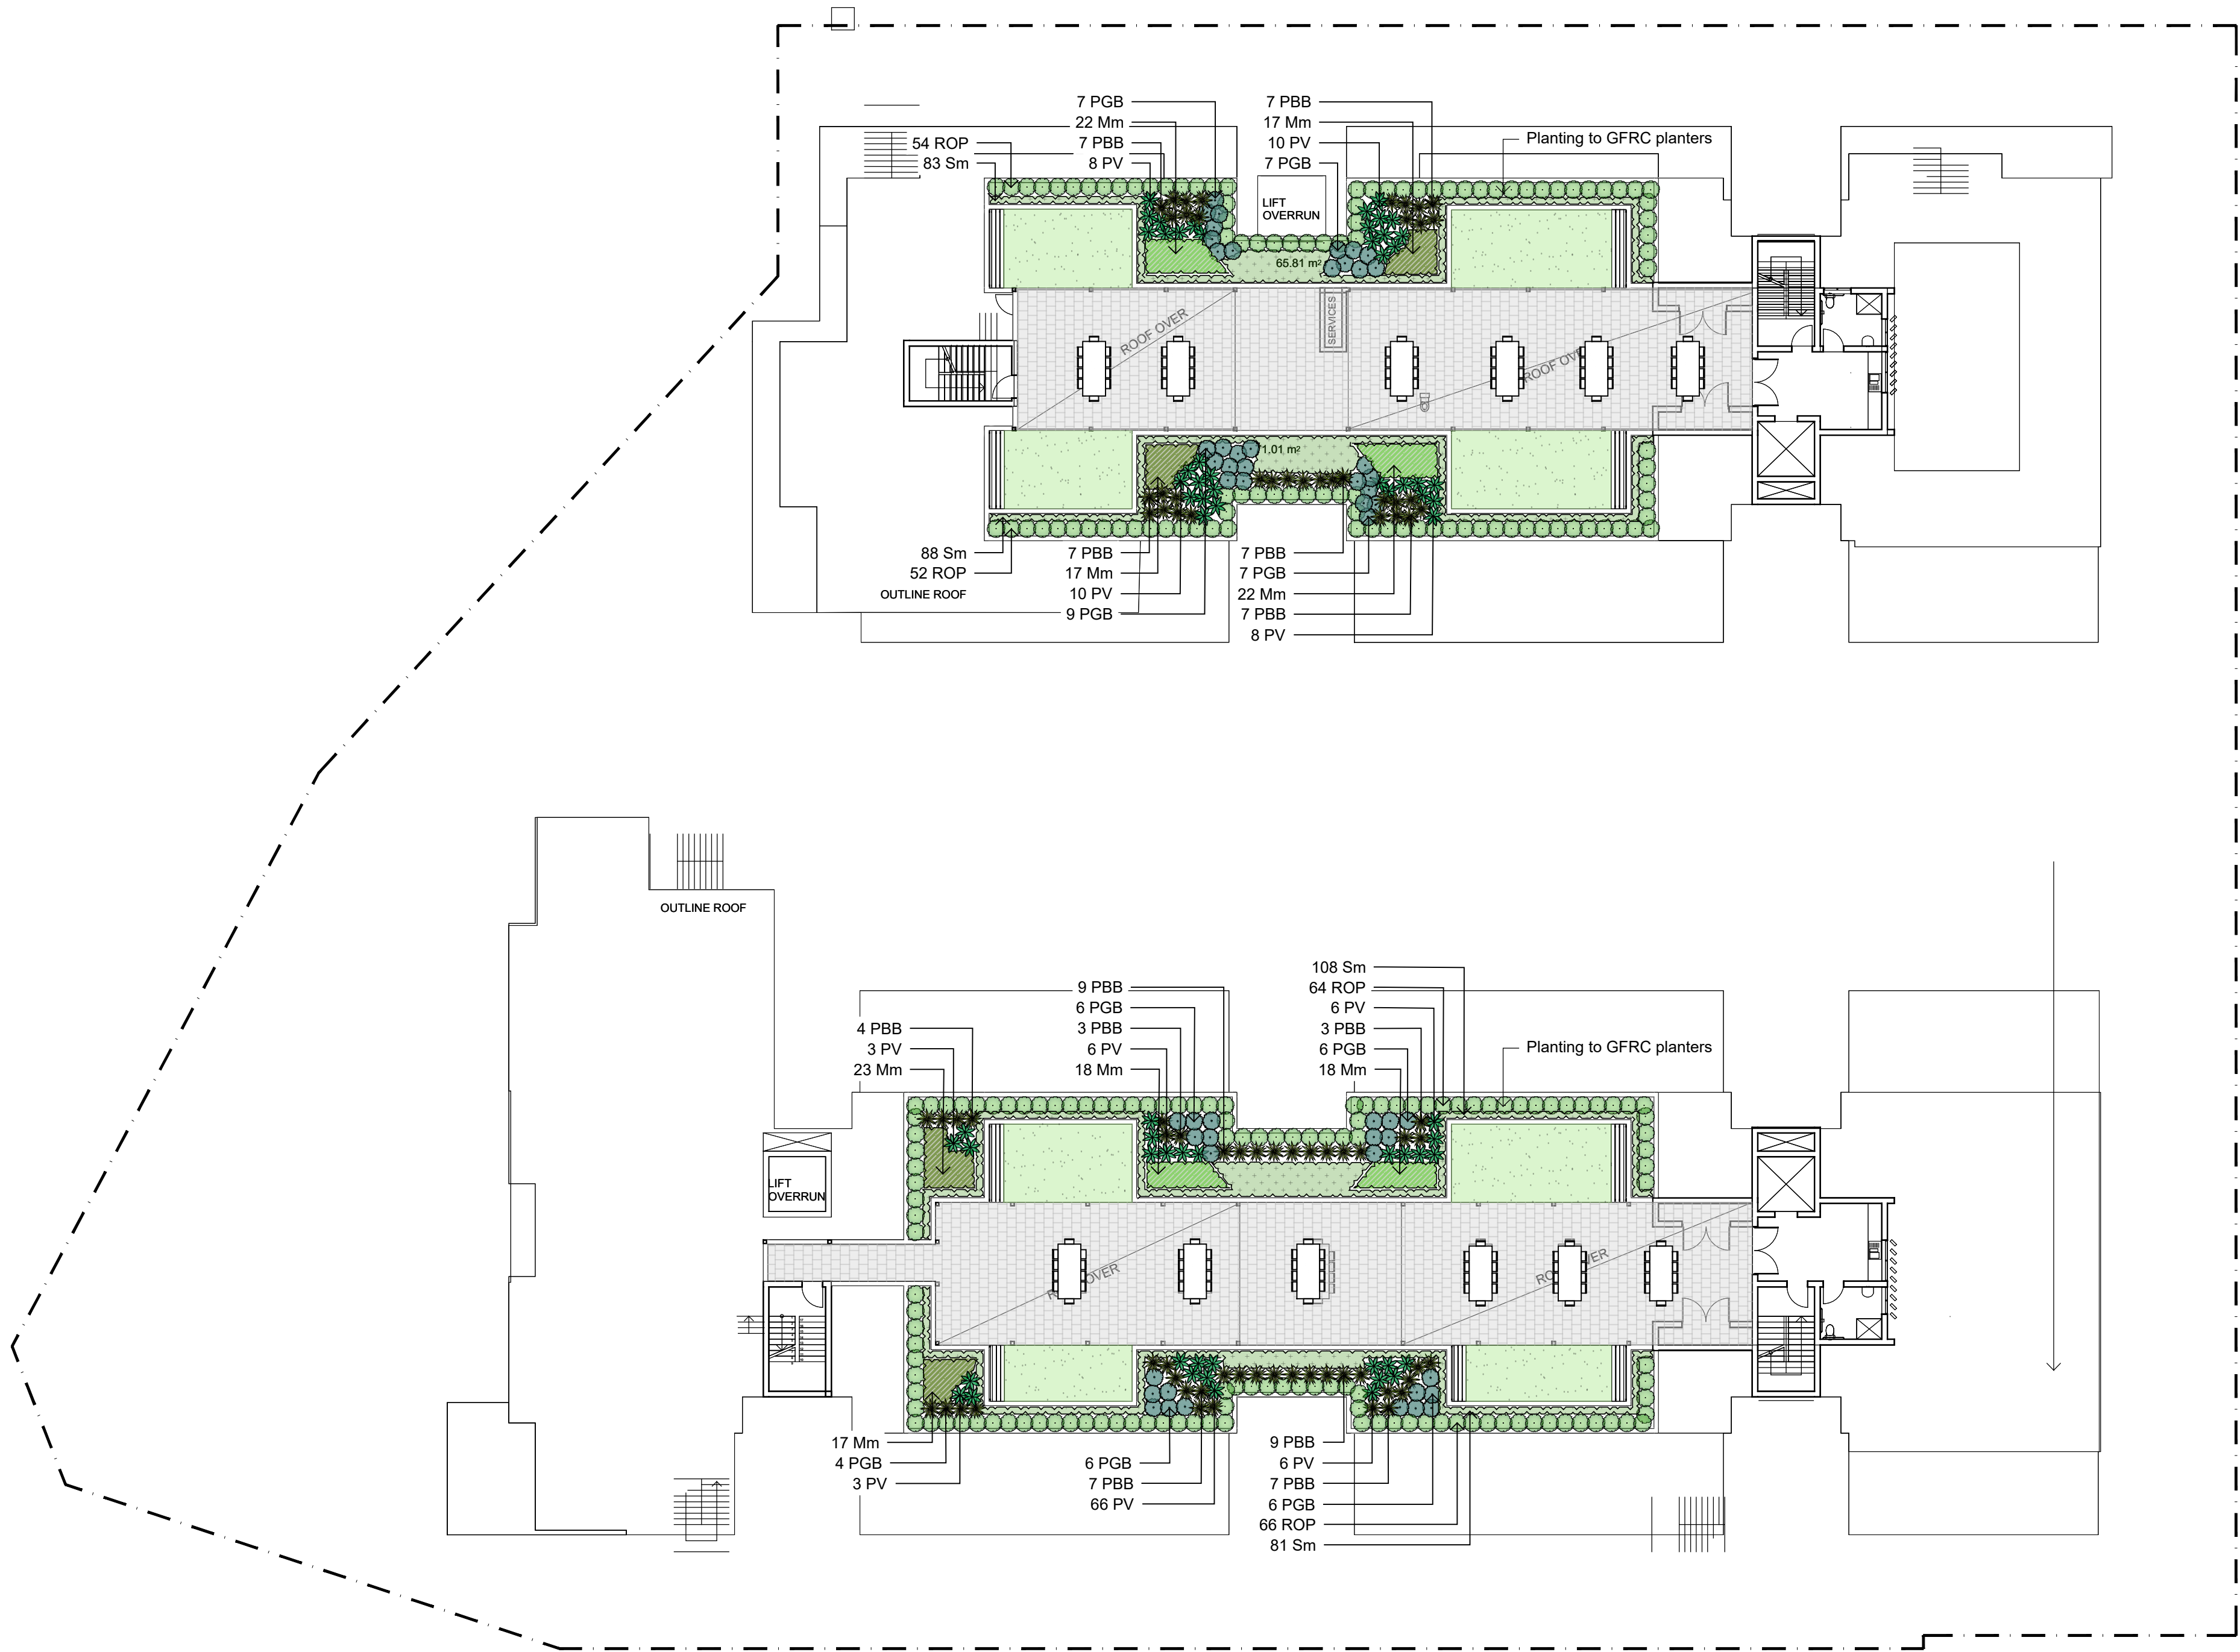 7 PGB
22 Mm
7 PBB
8 PV
54 ROP
83 Sm
7 PBB
17 Mm
10 PV
7 PGB
Planting to GFRC planters
LIFT
OVERRUN
65.81 m²
ROOF OVER
SERVICES
ROOF OVER
1.01 m²
88 Sm
52 ROP
OUTLINE ROOF
7 PBB
17 Mm
10 PV
9 PGB
7 PBB
7 PGB
22 Mm
7 PBB
8 PV
OUTLINE ROOF
4 PBB
3 PV
23 Mm
9 PBB
6 PGB
3 PBB
6 PV
18 Mm
108 Sm
64 ROP
6 PV
3 PBB
6 PGB
18 Mm
Planting to GFRC planters
LIFT
OVERRUN
OVER
17 Mm
4 PGB
3 PV
6 PGB
7 PBB
66 PV
9 PBB
6 PV
7 PBB
6 PGB
66 ROP
81 Sm